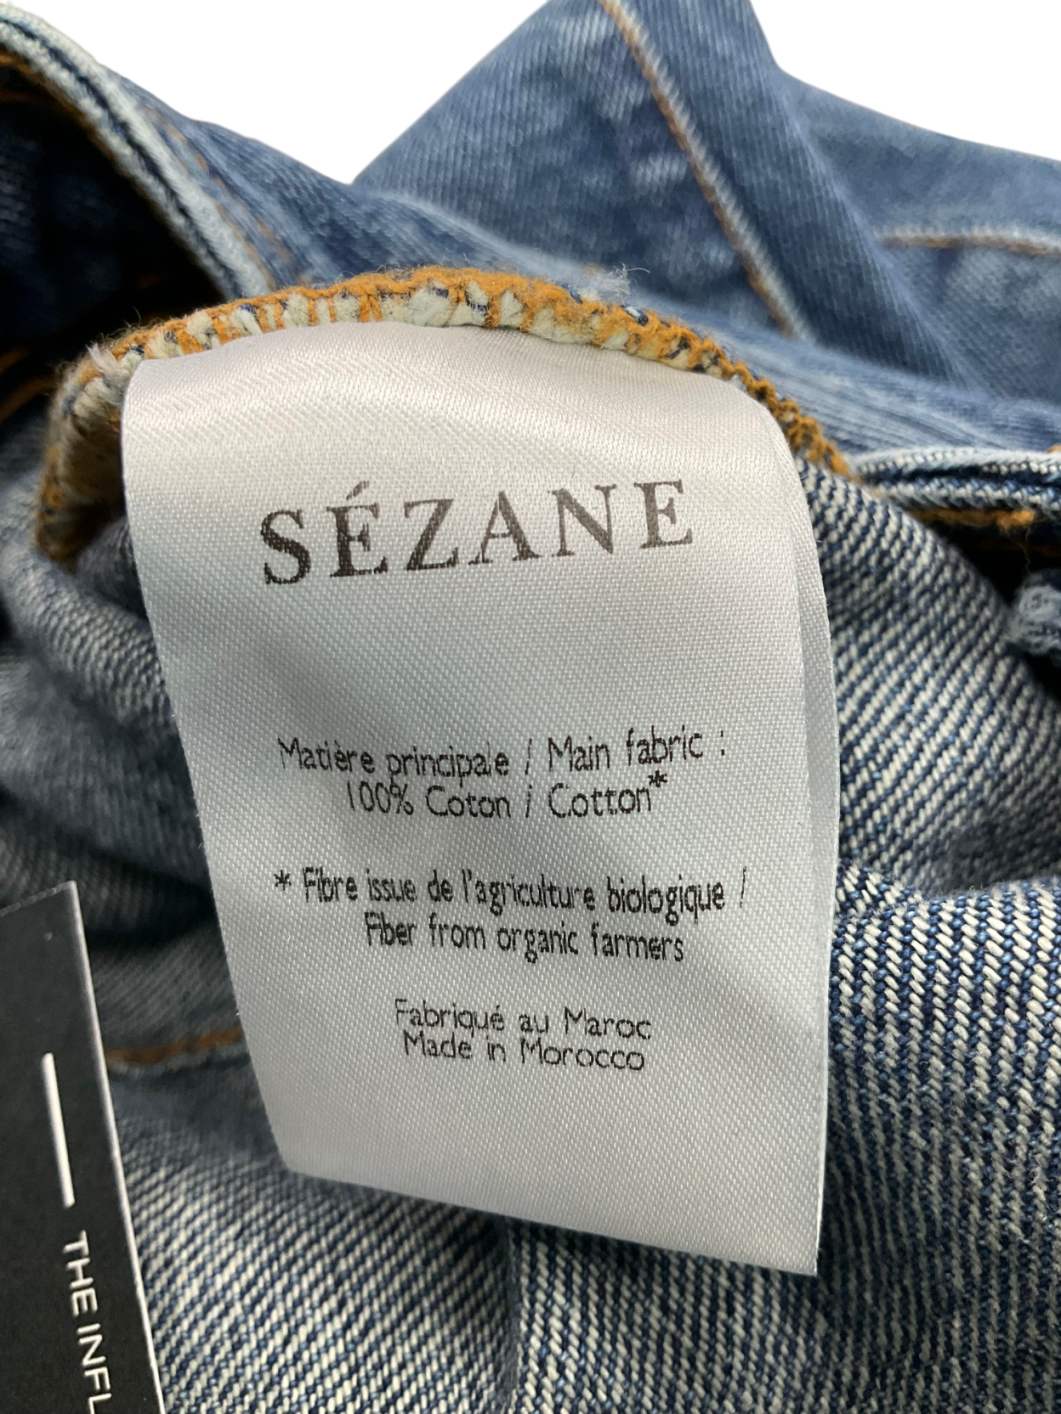 SÉZANE
Matière principale / Main fabric :
100% Coton / Cotton*
* Fibre issue de l'agriculture biologique /
Fiber from organic farmers
Fabriqué au Maroc
Made in Morocco
THE INFL